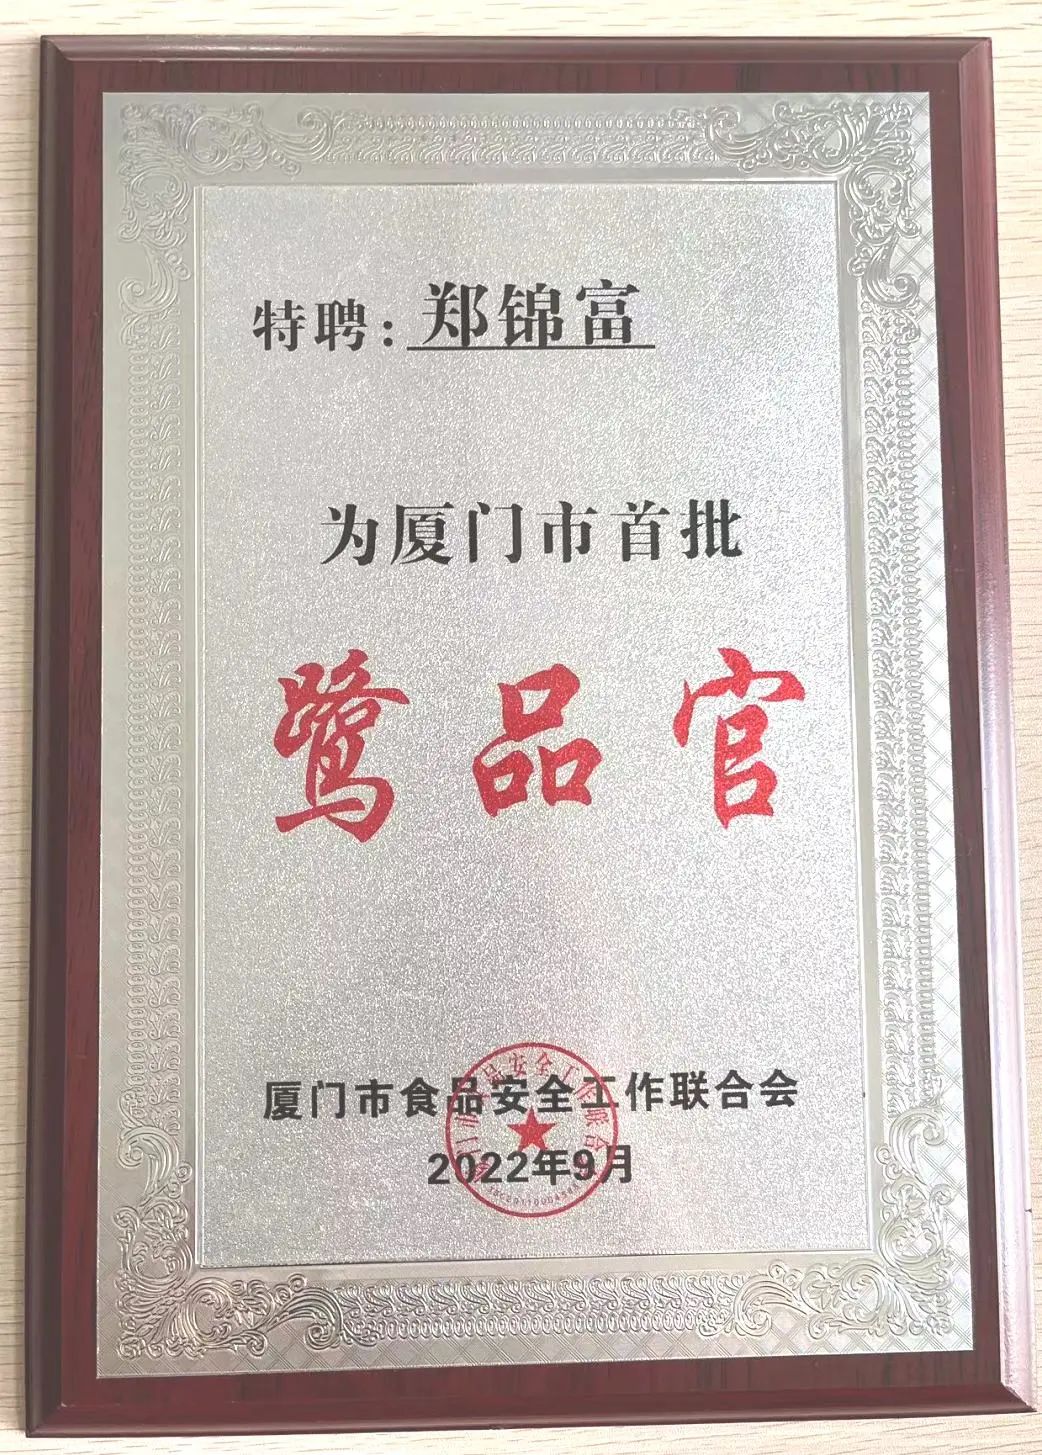 特聘：郑锦富
为厦门市首批
鹭品官
厦门市食品安全工作联合会
2022年9月